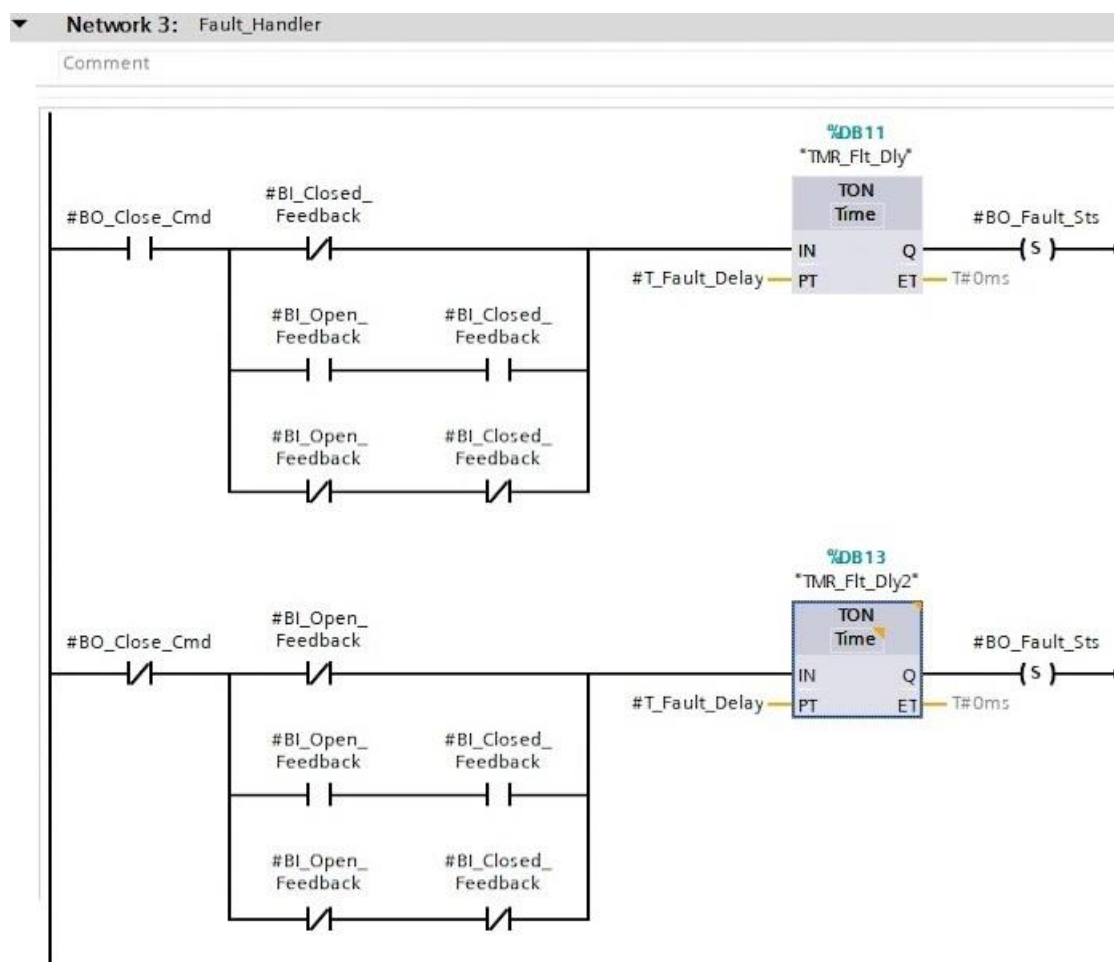 Network 3: Fault_Handler
Comment
%DB11
"TMR_Flt_Dly"
TON
Time
#BO_Close_Cmd
#BI_Closed_
Feedback
#BO_Fault_Sts
IN Q
S
#T_Fault_Delay PT ET T#0ms
#BI_Open_ #BI_Closed_
Feedback Feedback
#BI_Open_ #BI_Closed_
Feedback Feedback
%DB13
"TMR_Flt_Dly2"
TON
Time
#BO_Close_Cmd
#BI_Open_
Feedback
#BO_Fault_Sts
IN Q
S
#T_Fault_Delay PT ET T#0ms
#BI_Open_ #BI_Closed_
Feedback Feedback
#BI_Open_ #BI_Closed_
Feedback Feedback